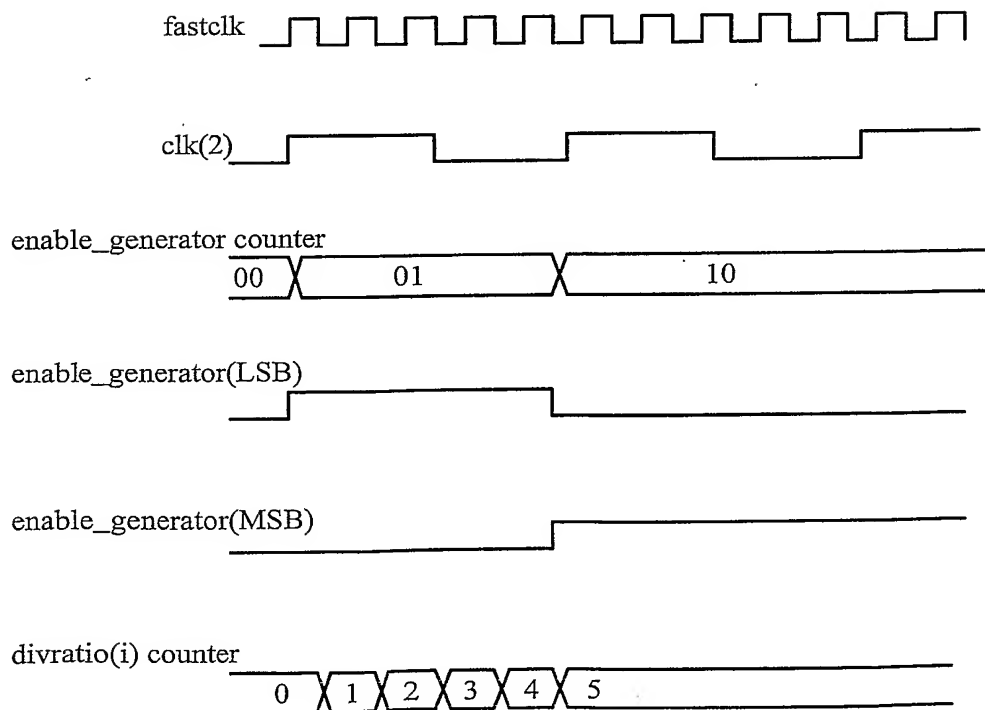 fastclk
clk(2)
enable_generator counter
00 01 10
enable_generator(LSB)
enable_generator(MSB)
divratio(i) counter
0 1 2 3 4 5